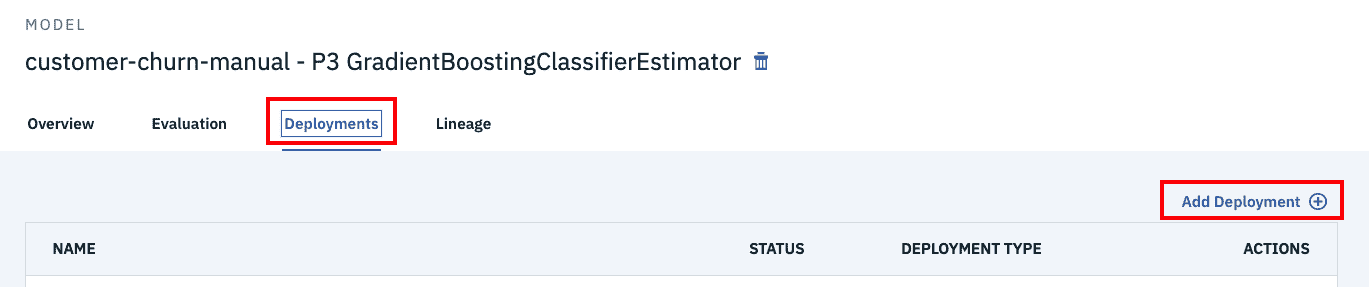 MODEL
customer-churn-manual - P3 GradientBoostingClassifierEstimator
Overview Evaluation Deployments Lineage
Add Deployment
NAME STATUS DEPLOYMENT TYPE ACTIONS